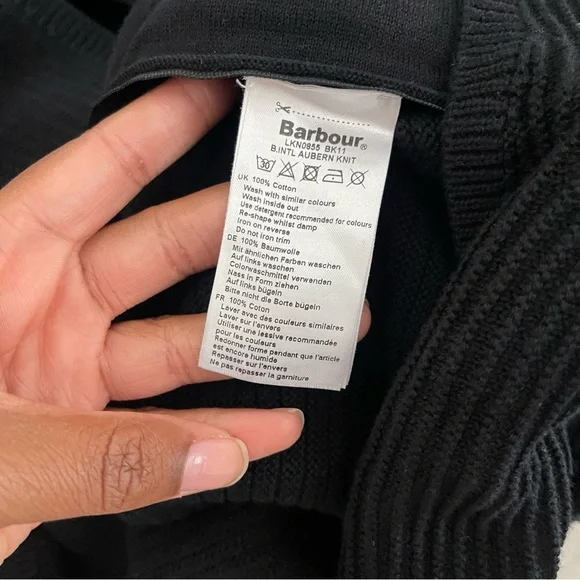 Barbour®
LKN0855 BK11
B.INTL AUBERN KNIT
30
UK 100% Cotton
Wash with similar colours
Wash inside out
Use detergent recommended for colours
Re-shape whilst damp
Iron on reverse
Do not iron trim
DE 100% Baumwolle
Mit ähnlichen Farben waschen
Auf links waschen
Colorwaschmittel verwenden
Nass in Form ziehen
Auf links bügeln
Bitte nicht die Borte bügeln
FR 100% Coton
Laver avec des couleurs similaires
Laver sur l'envers
Utiliser une lessive recommandée
pour les couleurs
Redonner forme pendant que l'article
est encore humide
Repasser sur l'envers
Ne pas repasser la garniture